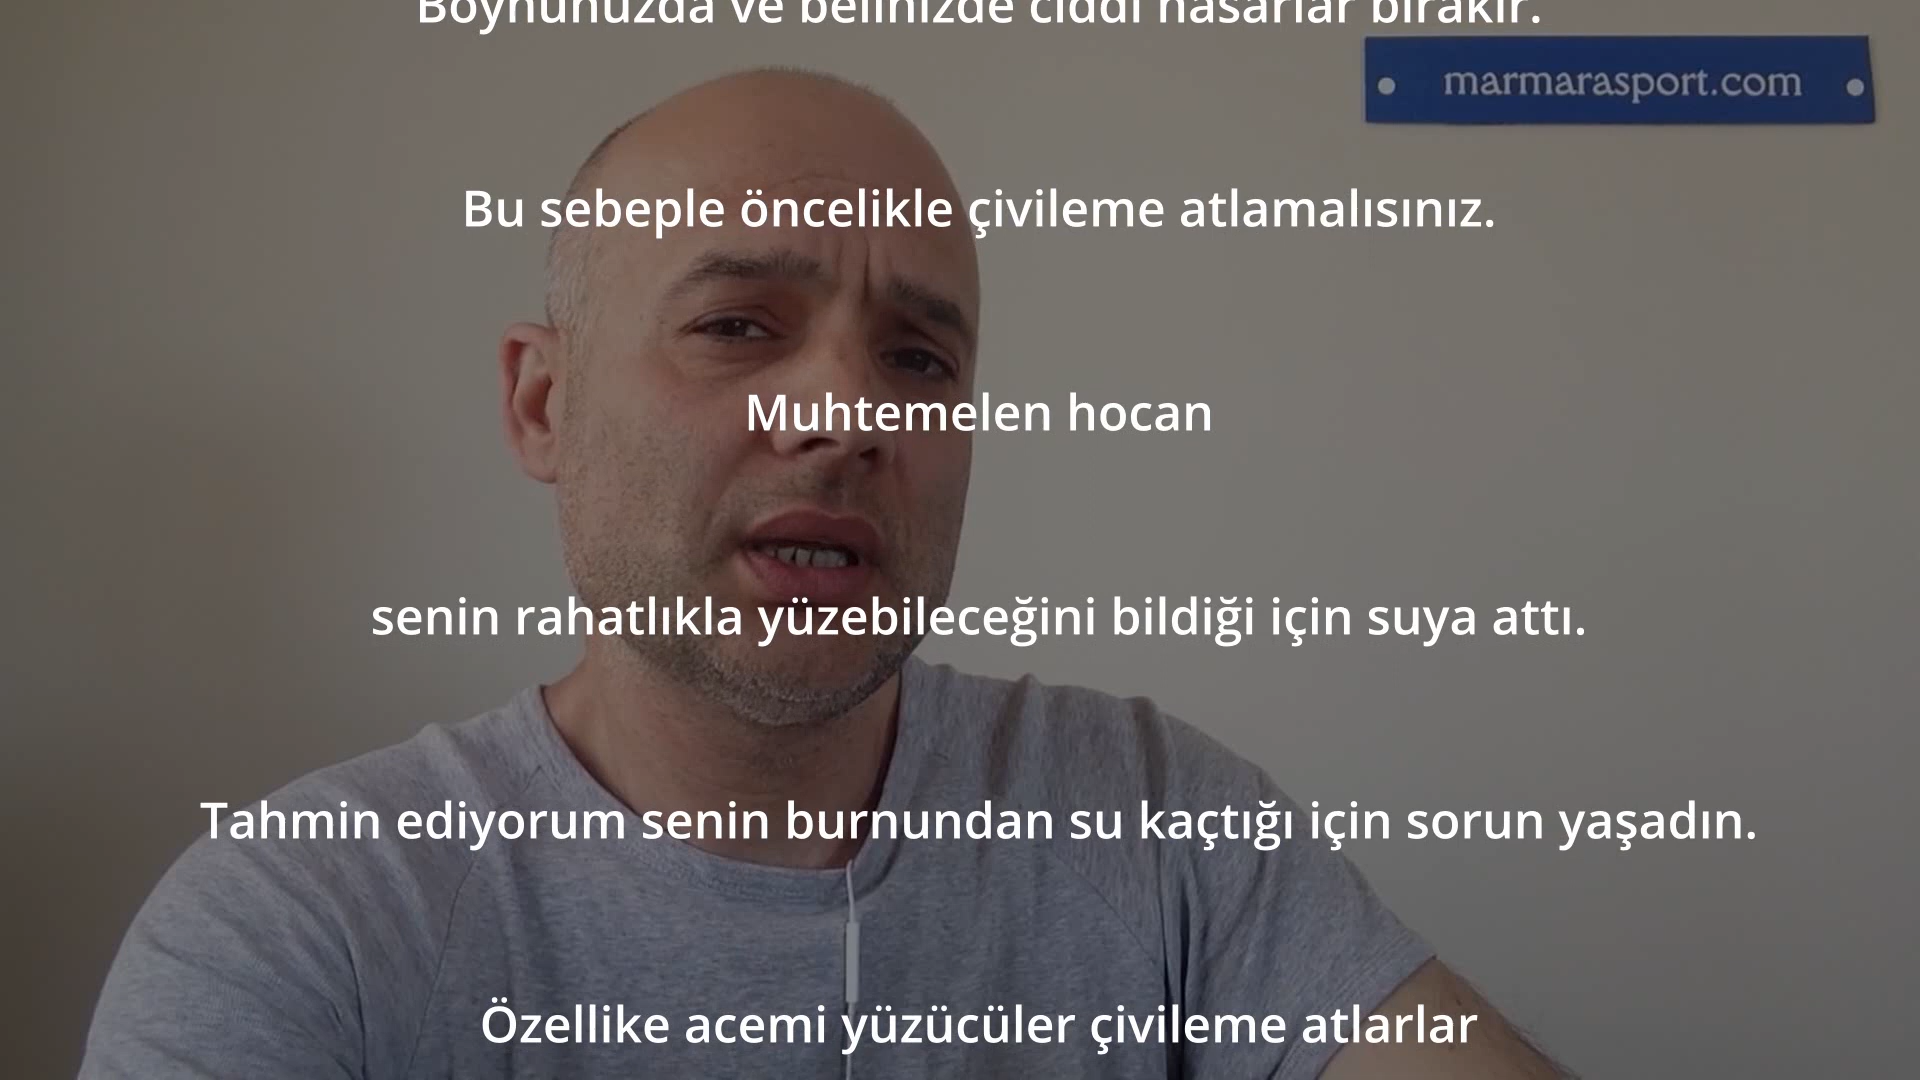 Boynunuzda ve belinizde ciddi hasarlar bırakır.
marmarasport.com
Bu sebeple öncelikle çivileme atlamalısınız.
Muhtemelen hocan
senin rahatlıkla yüzebileceğini bildiği için suya attı.
Tahmin ediyorum senin burnundan su kaçtığı için sorun yaşadın.
Özellike acemi yüzücüler çivileme atlarlar